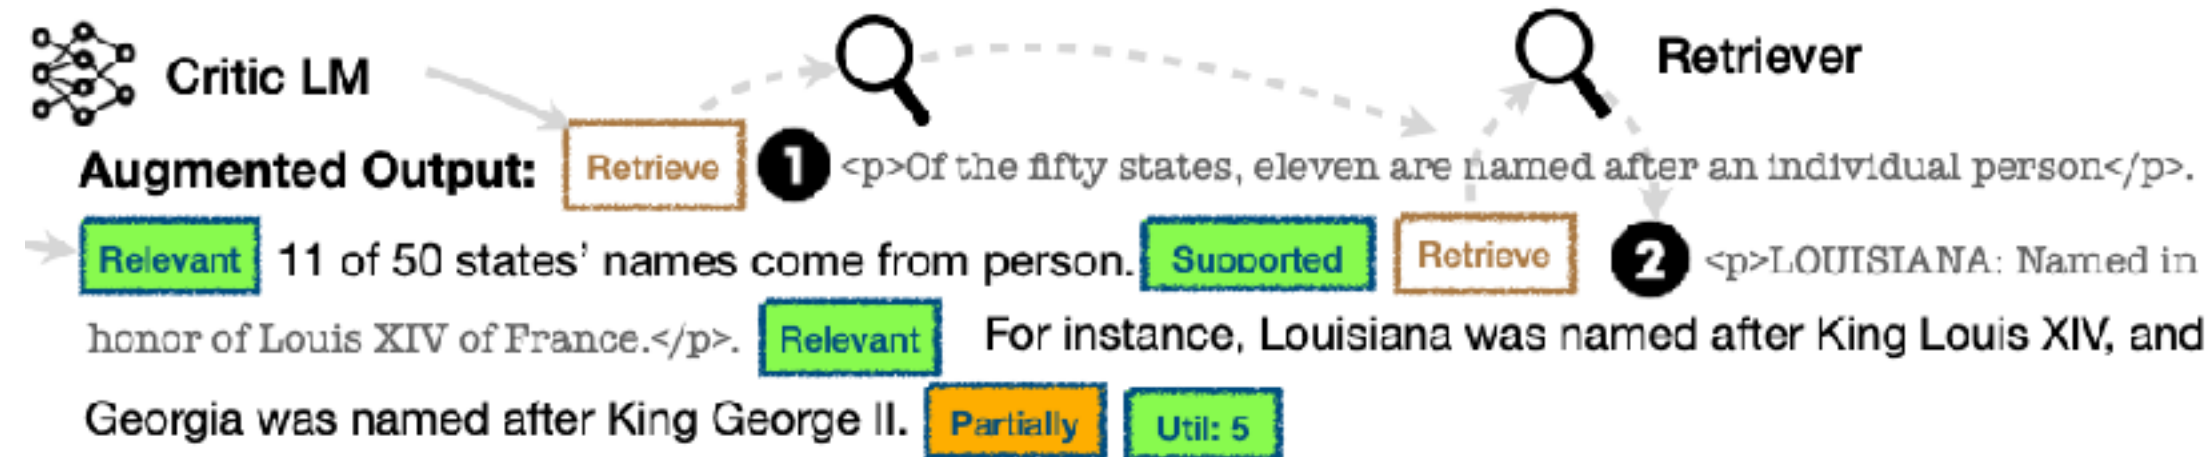 Critic LM Retriever
Augmented Output: Retrieve 1 <p>Of the fifty states, eleven are named after an individual person</p>.
Relevant 11 of 50 states' names come from person. Supported Retrieve 2 <p>LOUISIANA: Named in
honor of Louis XIV of France.</p>. Relevant For instance, Louisiana was named after King Louis XIV, and
Georgia was named after King George II. Partially Util: 5